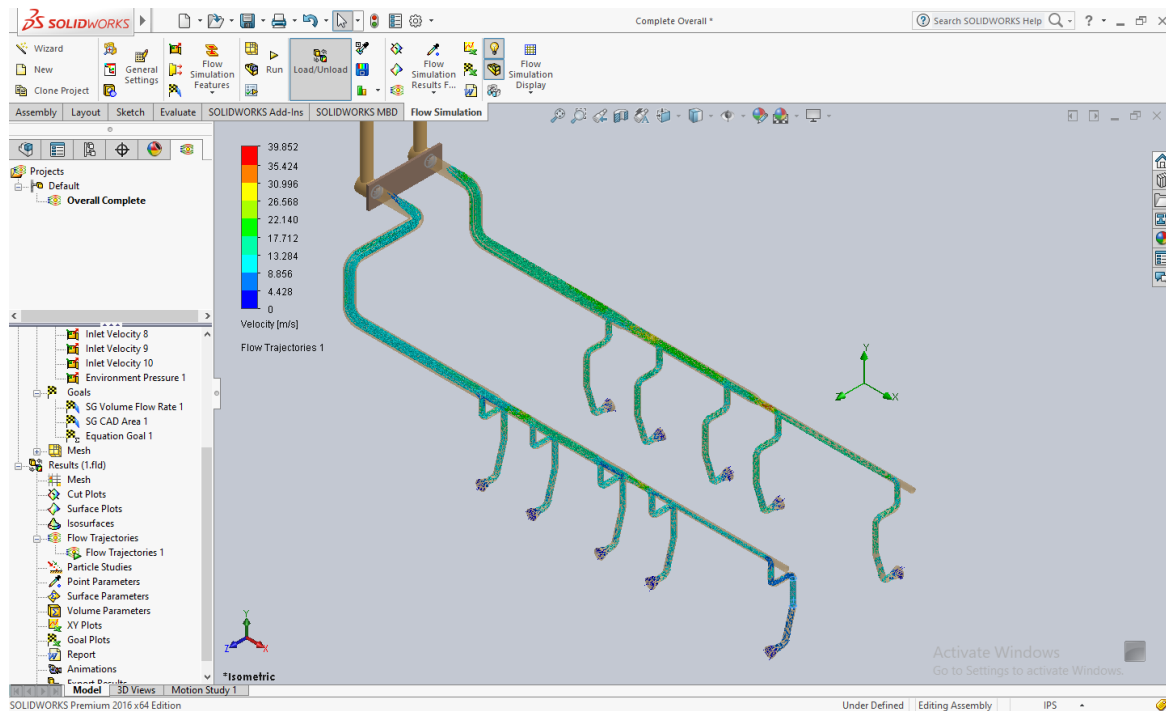 SOLIDWORKS
Complete Overall *
Search SOLIDWORKS Help
Wizard
New
Clone Project
General Settings
Flow Simulation Features
Run
Load/Unload
Flow Simulation Results F...
Flow Simulation Display
Assembly
Layout
Sketch
Evaluate
SOLIDWORKS Add-Ins
SOLIDWORKS MBD
Flow Simulation
Projects
Default
Overall Complete
Inlet Velocity 8
Inlet Velocity 9
Inlet Velocity 10
Environment Pressure 1
Goals
SG Volume Flow Rate 1
SG CAD Area 1
Equation Goal 1
Mesh
Results (1.fld)
Mesh
Cut Plots
Surface Plots
Isosurfaces
Flow Trajectories
Flow Trajectories 1
Particle Studies
Point Parameters
Surface Parameters
Volume Parameters
XY Plots
Goal Plots
Report
Animations
39.852
35.424
30.996
26.568
22.140
17.712
13.284
8.856
4.428
0
Velocity [m/s]
Flow Trajectories 1
Y
X
Z
Y
X
Z
*Isometric
Activate Windows
Go to Settings to activate Windows.
Model
3D Views
Motion Study 1
SOLIDWORKS Premium 2016 x64 Edition
Under Defined
Editing Assembly
IPS